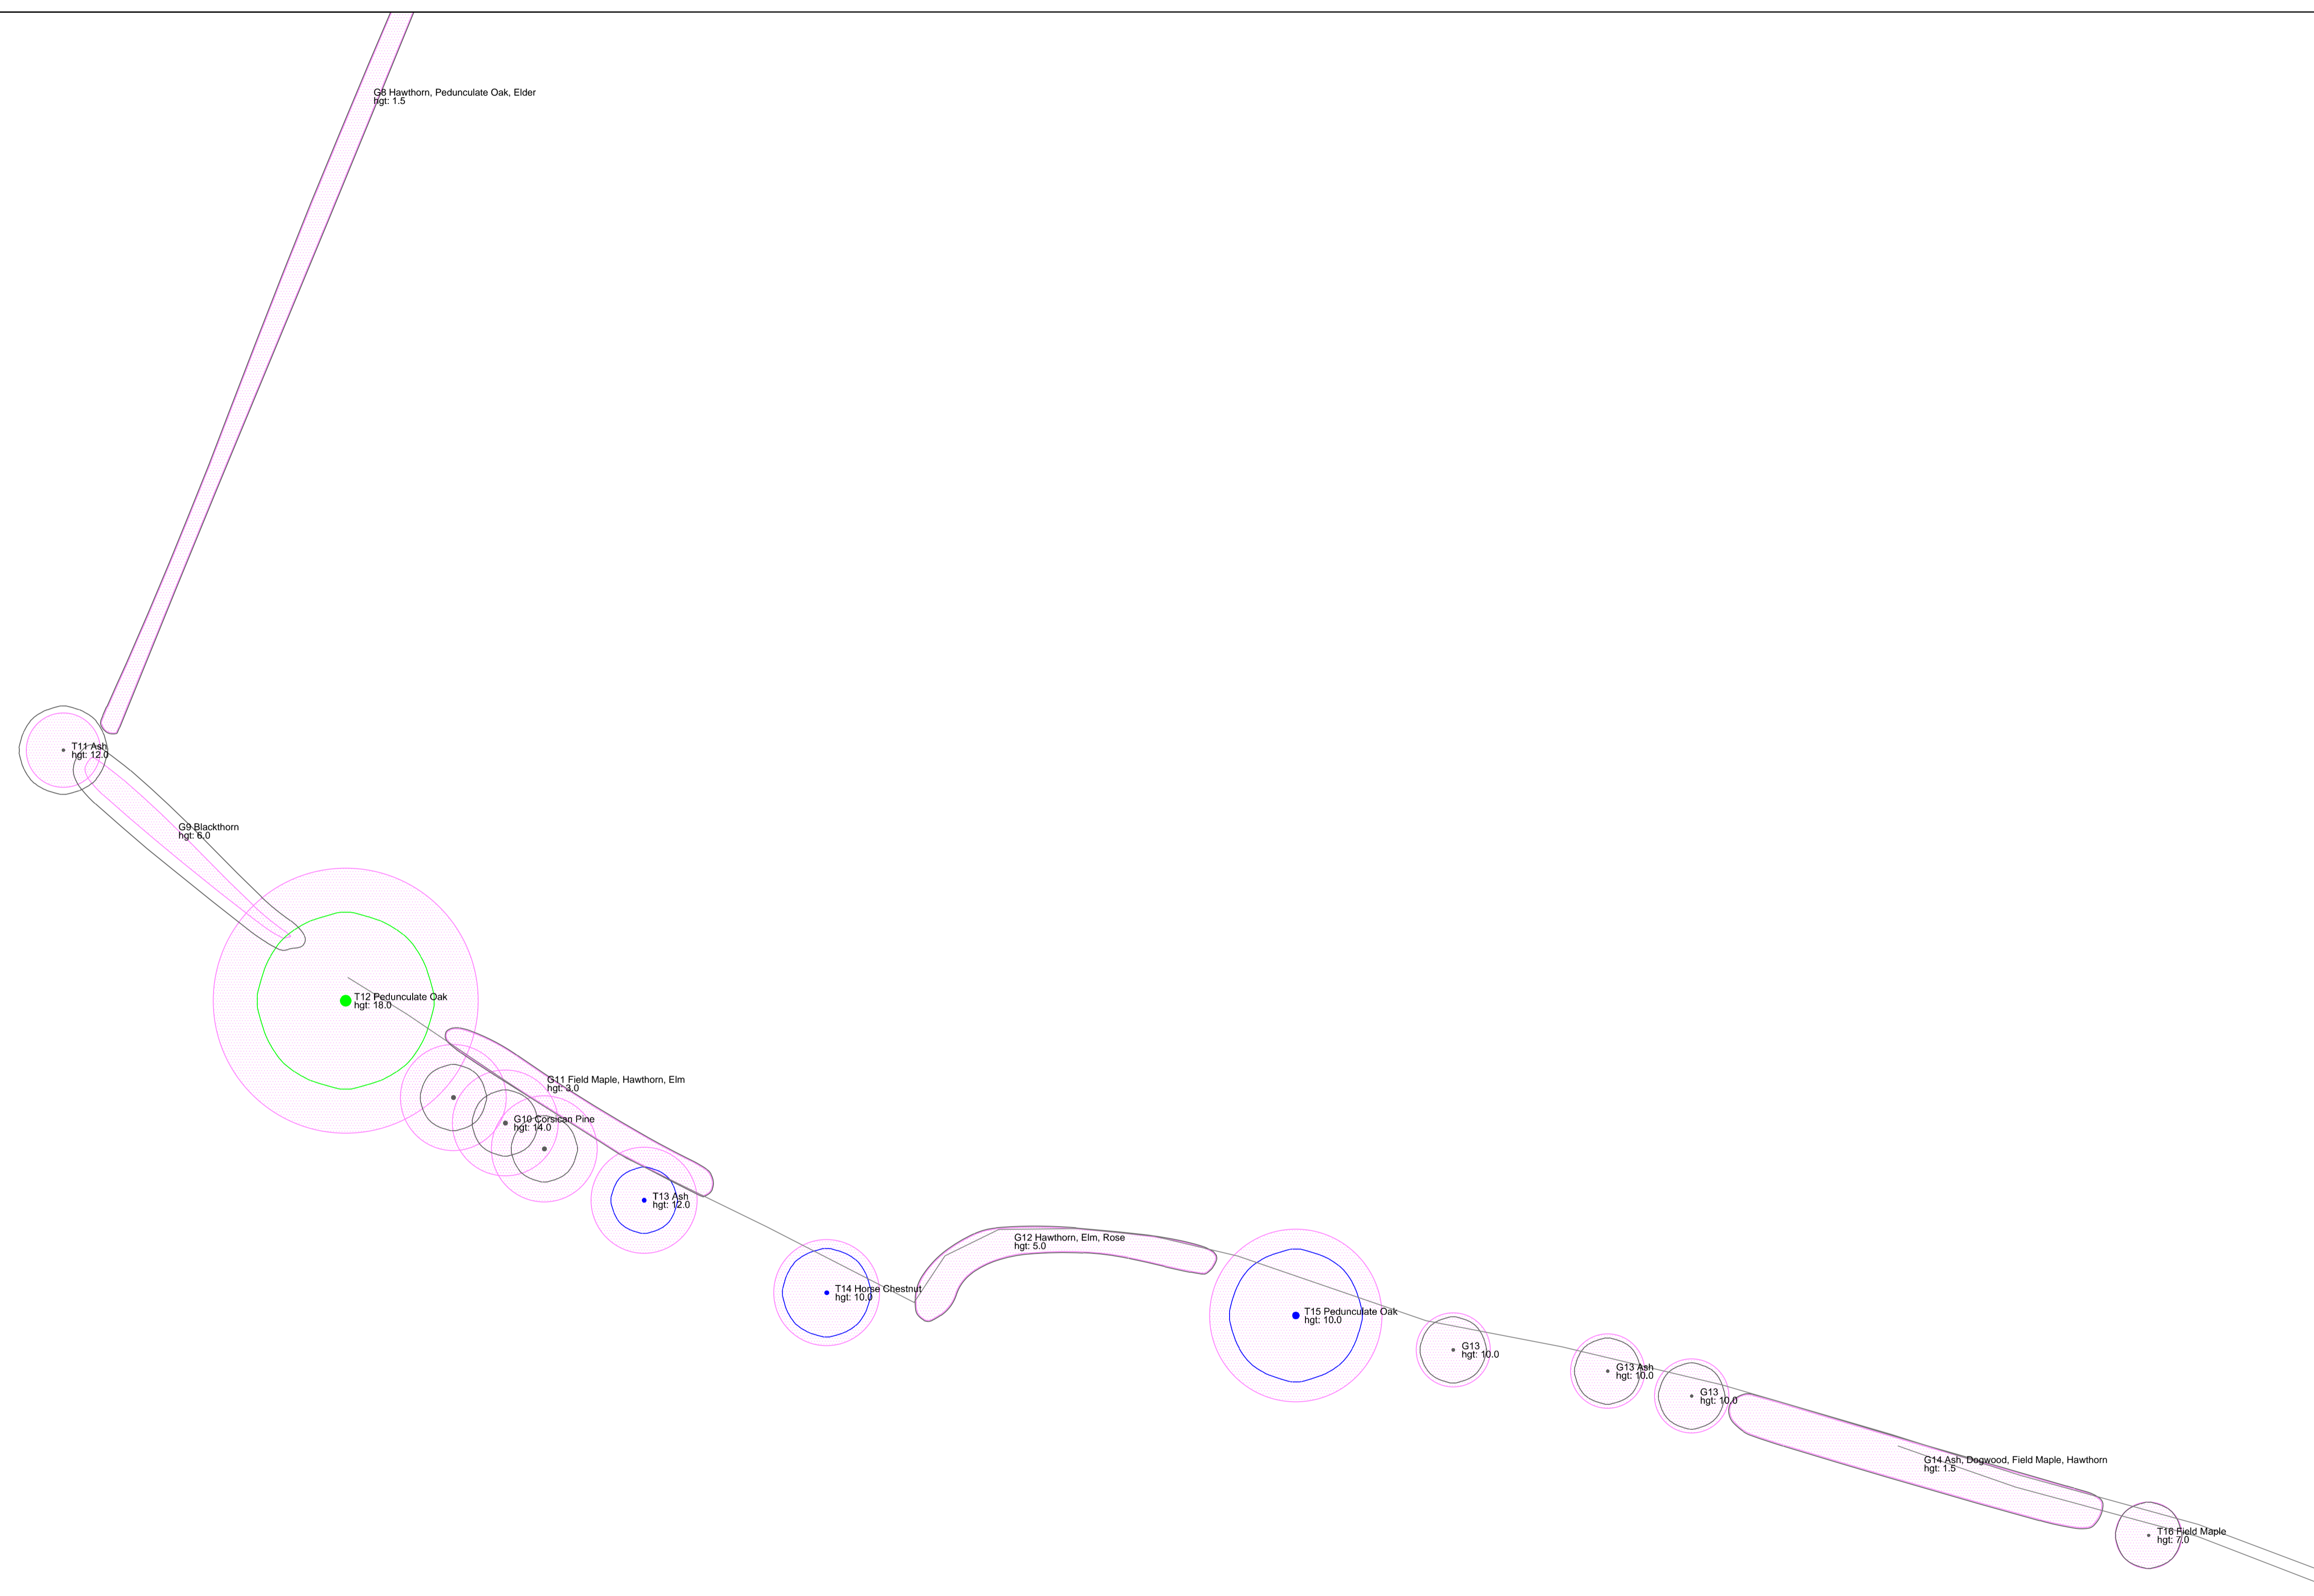 G8 Hawthorn, Pedunculate Oak, Elder
hgt: 1.5
T11 Ash
hgt: 12.0
G9 Blackthorn
hgt: 6.0
T12 Pedunculate Oak
hgt: 18.0
G11 Field Maple, Hawthorn, Elm
hgt: 3.0
G10 Corsican Pine
hgt: 14.0
T13 Ash
hgt: 12.0
G12 Hawthorn, Elm, Rose
hgt: 5.0
T14 Horse Chestnut
hgt: 10.0
T15 Pedunculate Oak
hgt: 10.0
G13
hgt: 10.0
G13 Ash
hgt: 10.0
G13
hgt: 10.0
G14 Ash, Dogwood, Field Maple, Hawthorn
hgt: 1.5
T16 Field Maple
hgt: 7.0